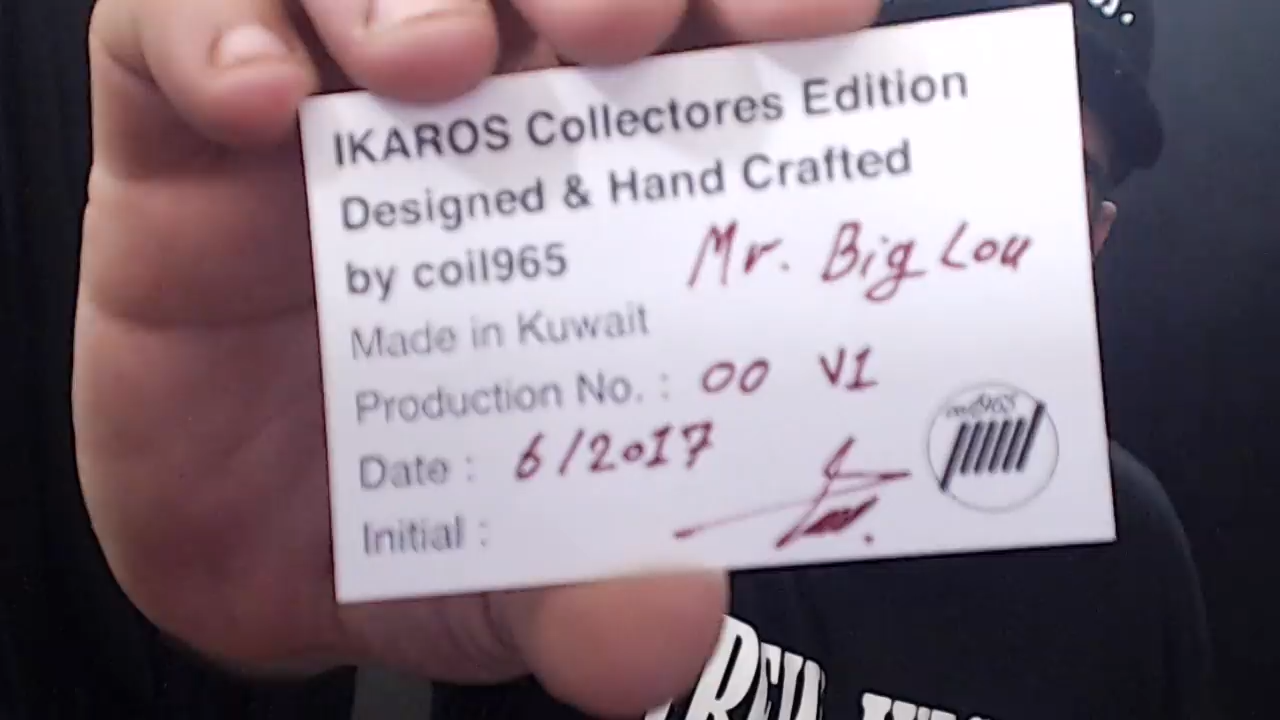 IKAROS Collectores Edition
Designed & Hand Crafted
by coil965 Mr. Big Lou
Made in Kuwait
Production No. : 00 V1
Date : 6/2017
Initial :
coil965